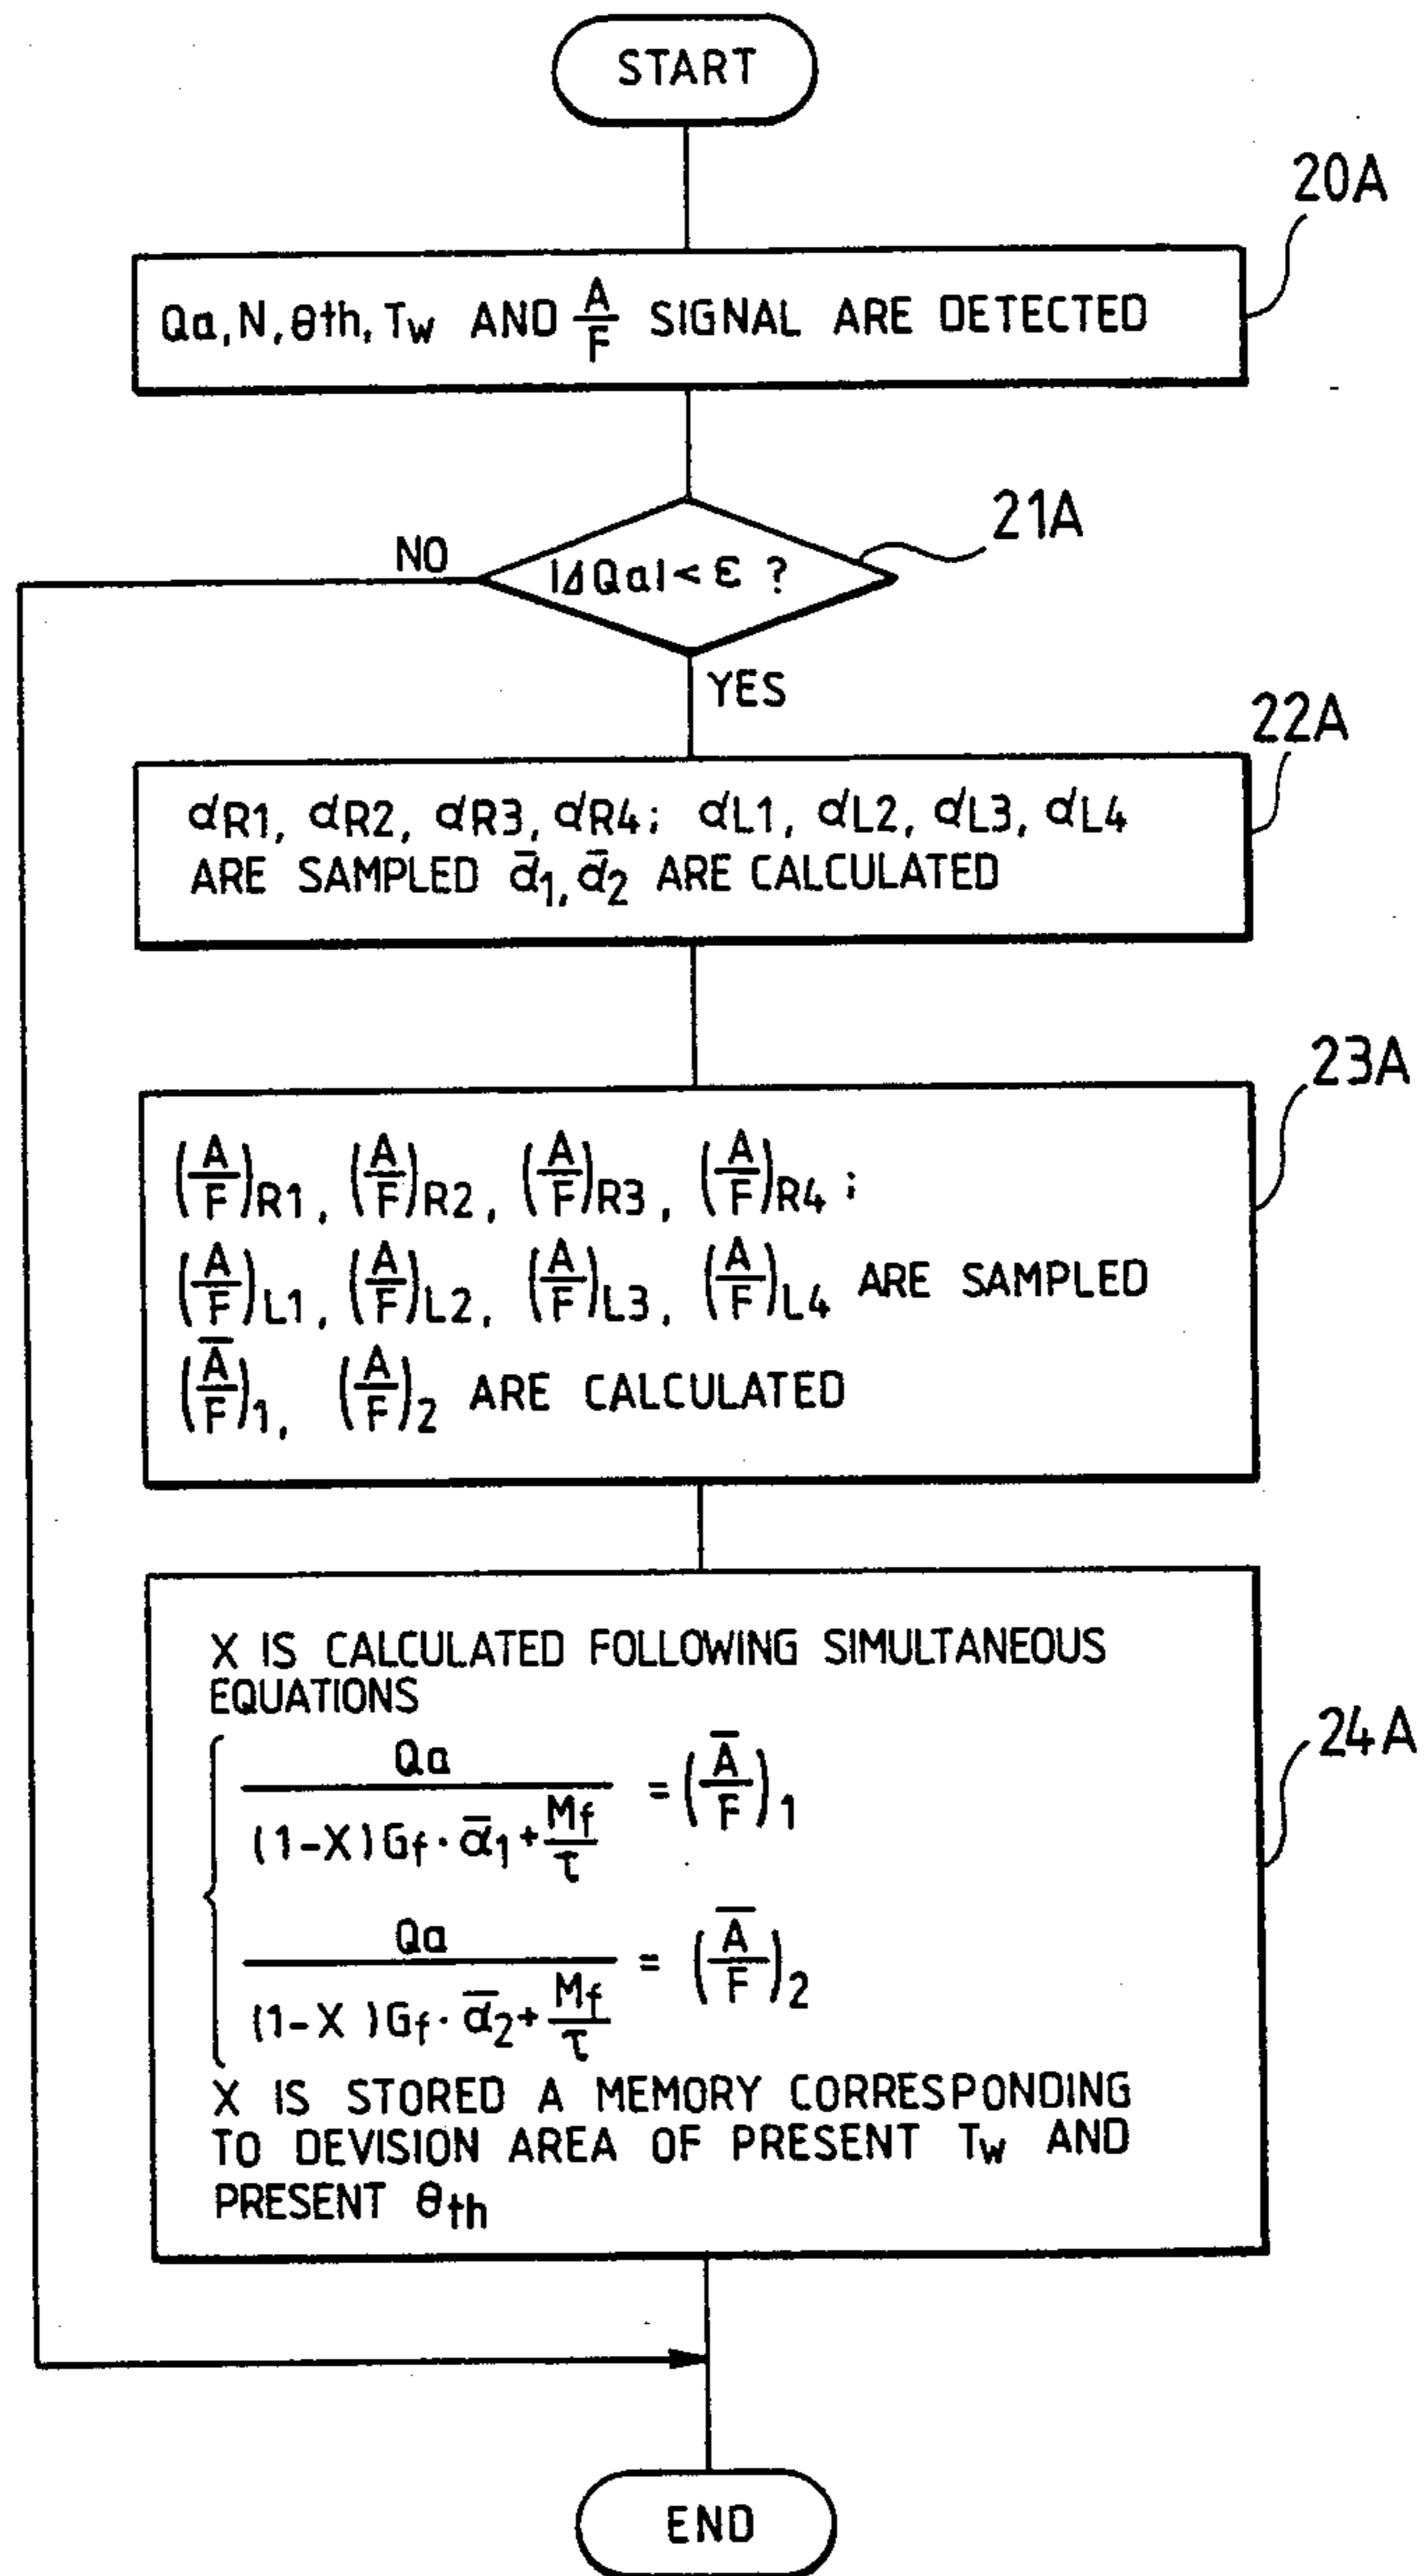 START
20A
Qa, N, θth, Tw AND A/F SIGNAL ARE DETECTED
21A
NO
|ΔQa| < ε ?
YES
22A
αR1, αR2, αR3, αR4; αL1, αL2, αL3, αL4
ARE SAMPLED ᾱ1, ᾱ2 ARE CALCULATED
23A
(A/F)R1, (A/F)R2, (A/F)R3, (A/F)R4 ;
(A/F)L1, (A/F)L2, (A/F)L3, (A/F)L4 ARE SAMPLED
(A̅/F)1, (A/F)2 ARE CALCULATED
24A
X IS CALCULATED FOLLOWING SIMULTANEOUS
EQUATIONS
Qa / ((1-X)Gf·ᾱ1+Mf/τ) = (A̅/F)1
Qa / ((1-X)Gf·ᾱ2+Mf/τ) = (A̅/F)2
X IS STORED A MEMORY CORRESPONDING
TO DEVISION AREA OF PRESENT Tw AND
PRESENT θth
END